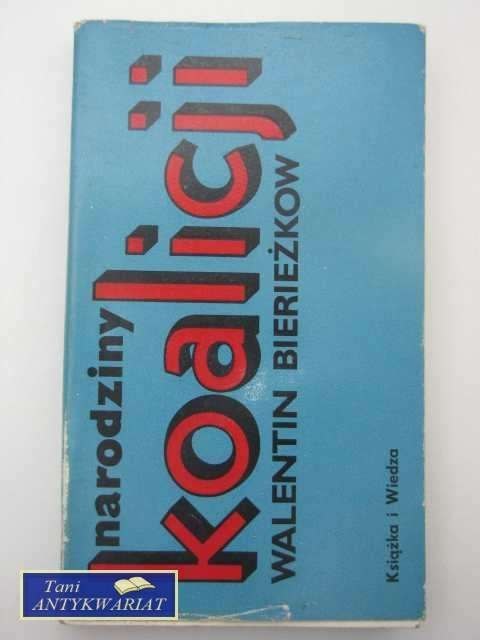 narodziny
koalicji
WALENTIN BIERIEŻKOW
Książka i Wiedza
Tani
ANTYKWARIAT